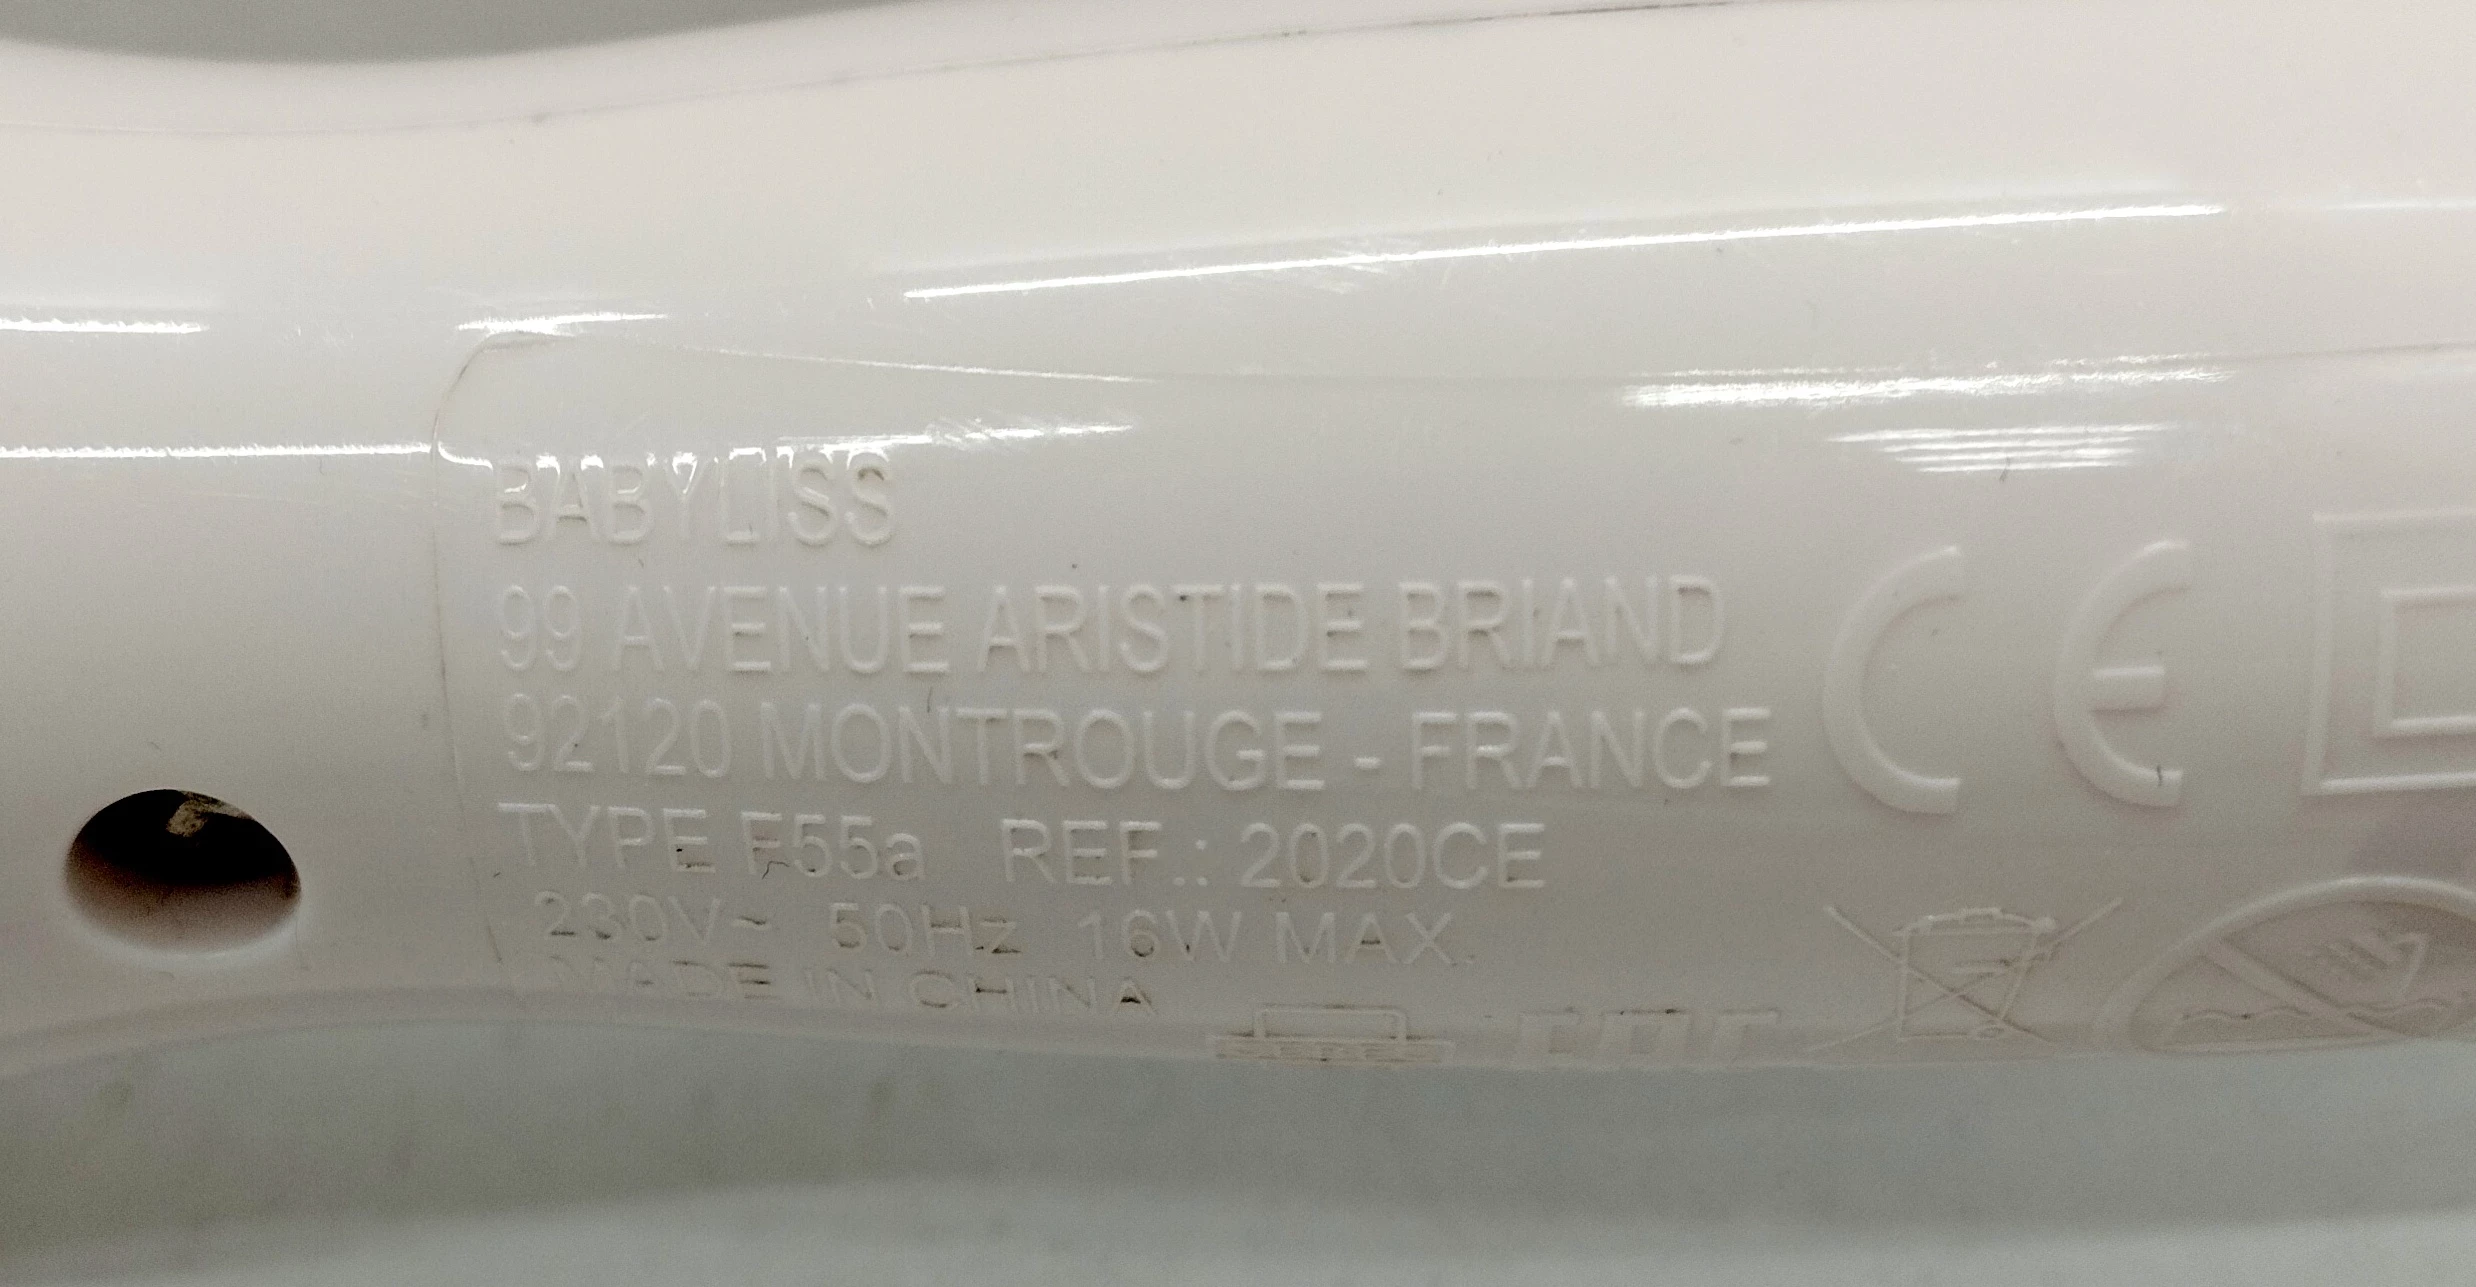 BABYLISS
99 AVENUE ARISTIDE BRIAND
92120 MONTROUGE - FRANCE
TYPE F55a REF.: 2020CE
230V~ 50Hz 16W MAX.
MADE IN CHINA
CE